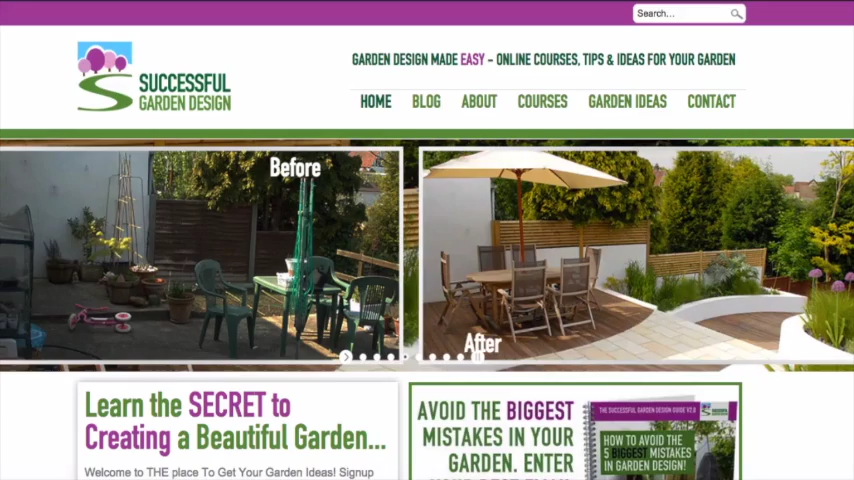 Search...
SUCCESSFUL
GARDEN DESIGN
GARDEN DESIGN MADE EASY - ONLINE COURSES, TIPS & IDEAS FOR YOUR GARDEN
HOME BLOG ABOUT COURSES GARDEN IDEAS CONTACT
Before
After
Learn the SECRET to
Creating a Beautiful Garden...
Welcome to THE place To Get Your Garden Ideas! Signup
AVOID THE BIGGEST
MISTAKES IN YOUR
GARDEN. ENTER
THE SUCCESSFUL GARDEN DESIGN GUIDE V2.0
HOW TO AVOID THE
5 BIGGEST MISTAKES
IN GARDEN DESIGN!